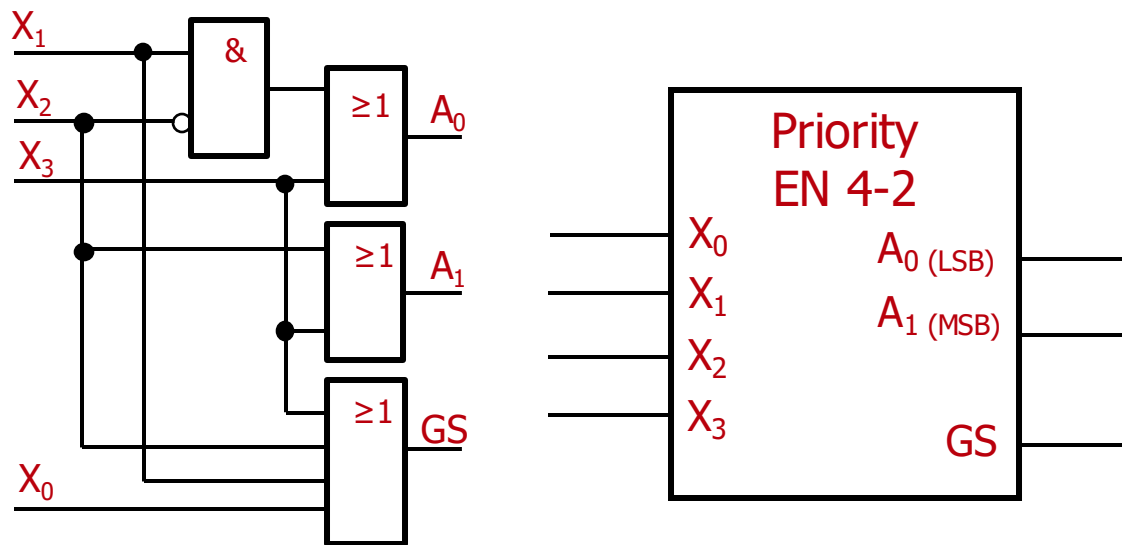 X₁
&
X₂
≥1
A₀
X₃
≥1
A₁
≥1
GS
X₀
Priority
EN 4-2
X₀
A₀ (LSB)
X₁
A₁ (MSB)
X₂
X₃
GS